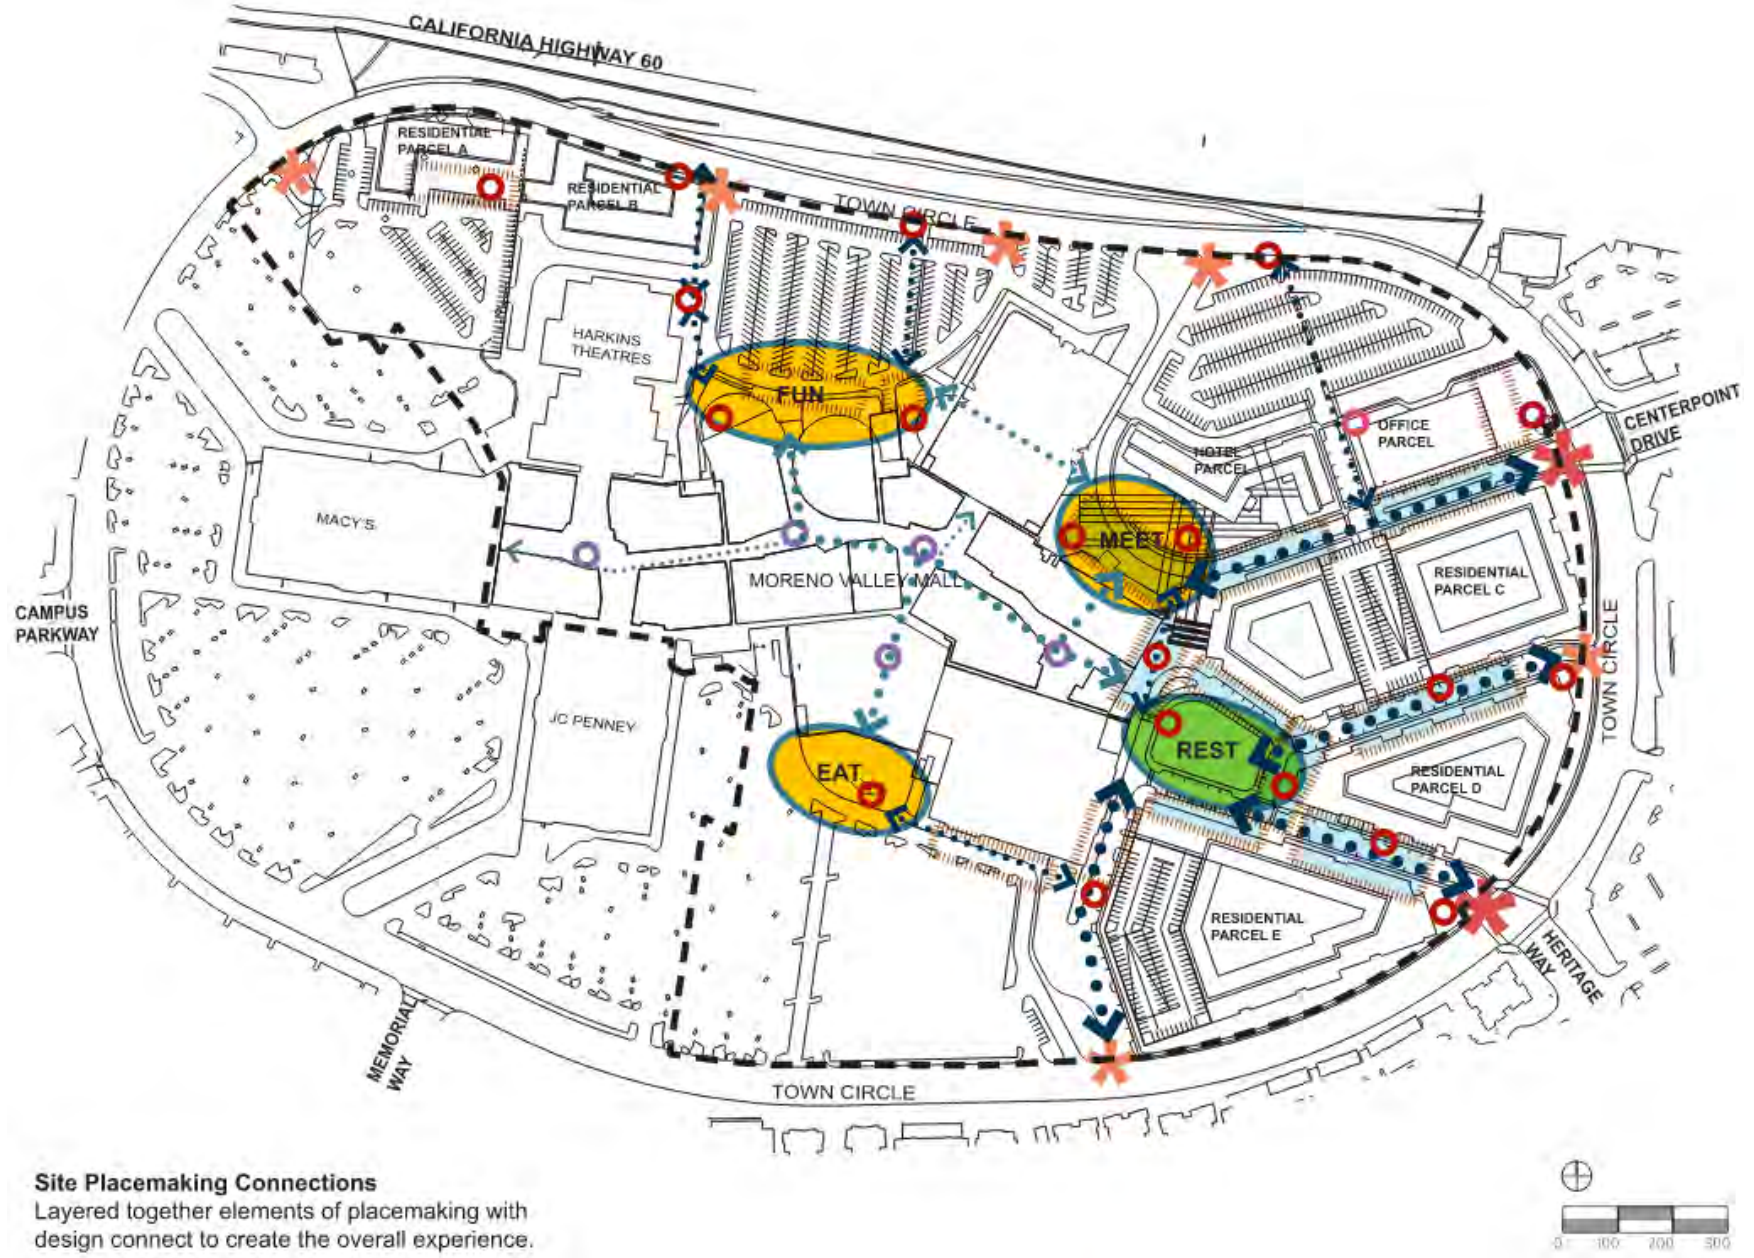 CALIFORNIA HIGHWAY 60
RESIDENTIAL
PARCEL A
RESIDENTIAL
PARCEL B
TOWN CIRCLE
HARKINS
THEATRES
FUN
CENTERPOINT
DRIVE
OFFICE
PARCEL
HOTEL
PARCEL
MACY'S
MEET
MORENO VALLEY MALL
RESIDENTIAL
PARCEL C
CAMPUS
PARKWAY
TOWN CIRCLE
JC PENNEY
REST
EAT
RESIDENTIAL
PARCEL D
RESIDENTIAL
PARCEL E
HERITAGE
WAY
MEMORIAL
WAY
TOWN CIRCLE
Site Placemaking Connections
Layered together elements of placemaking with
design connect to create the overall experience.
0 100 200 300